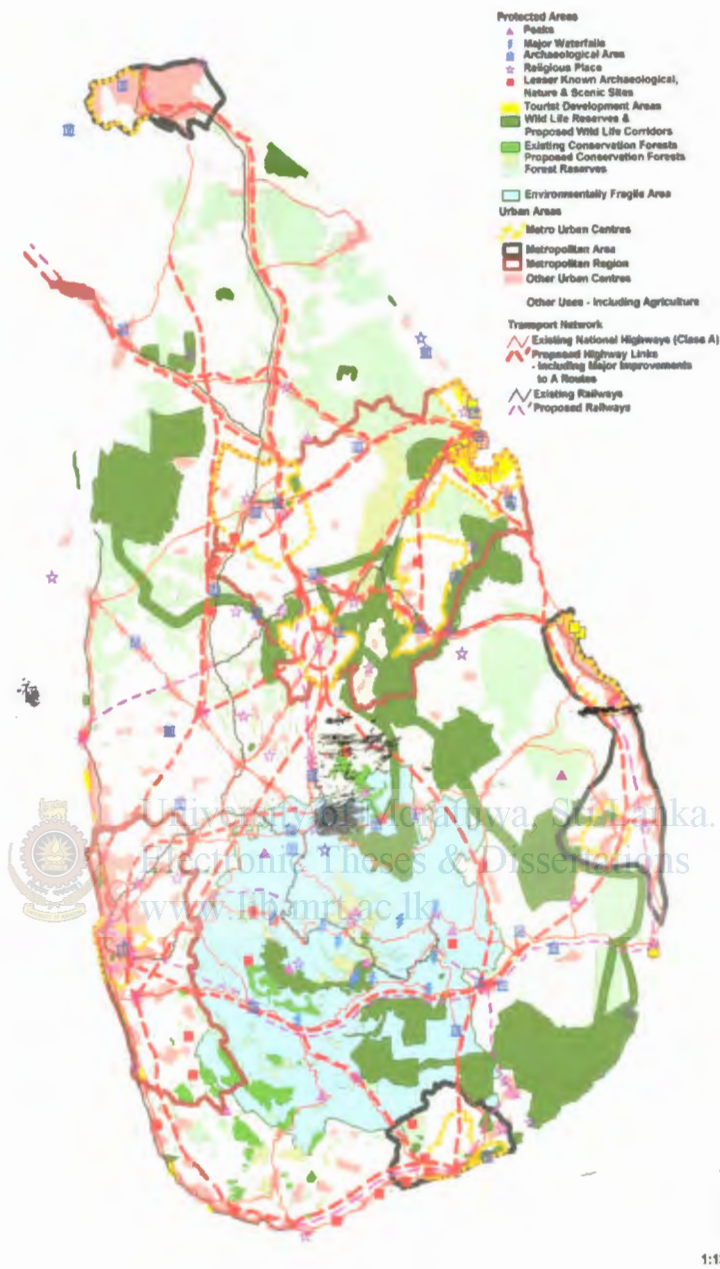 Protected Areas
Peaks
Major Waterfalls
Archaeological Area
Religious Place
Lesser Known Archaeological,
Nature & Scenic Sites
Tourist Development Areas
Wild Life Reserves &
Proposed Wild Life Corridors
Existing Conservation Forests
Proposed Conservation Forests
Forest Reserves
Environmentally Fragile Area
Urban Areas
Metro Urban Centres
Metropolitan Area
Metropolitan Region
Other Urban Centres
Other Uses - Including Agriculture
Transport Network
Existing National Highways (Class A)
Proposed Highway Links
- Including Major Improvements
to A Routes
Existing Railways
Proposed Railways
University of Moratuwa, Sri Lanka.
Electronic Theses & Dissertations
www.lib.mrt.ac.lk